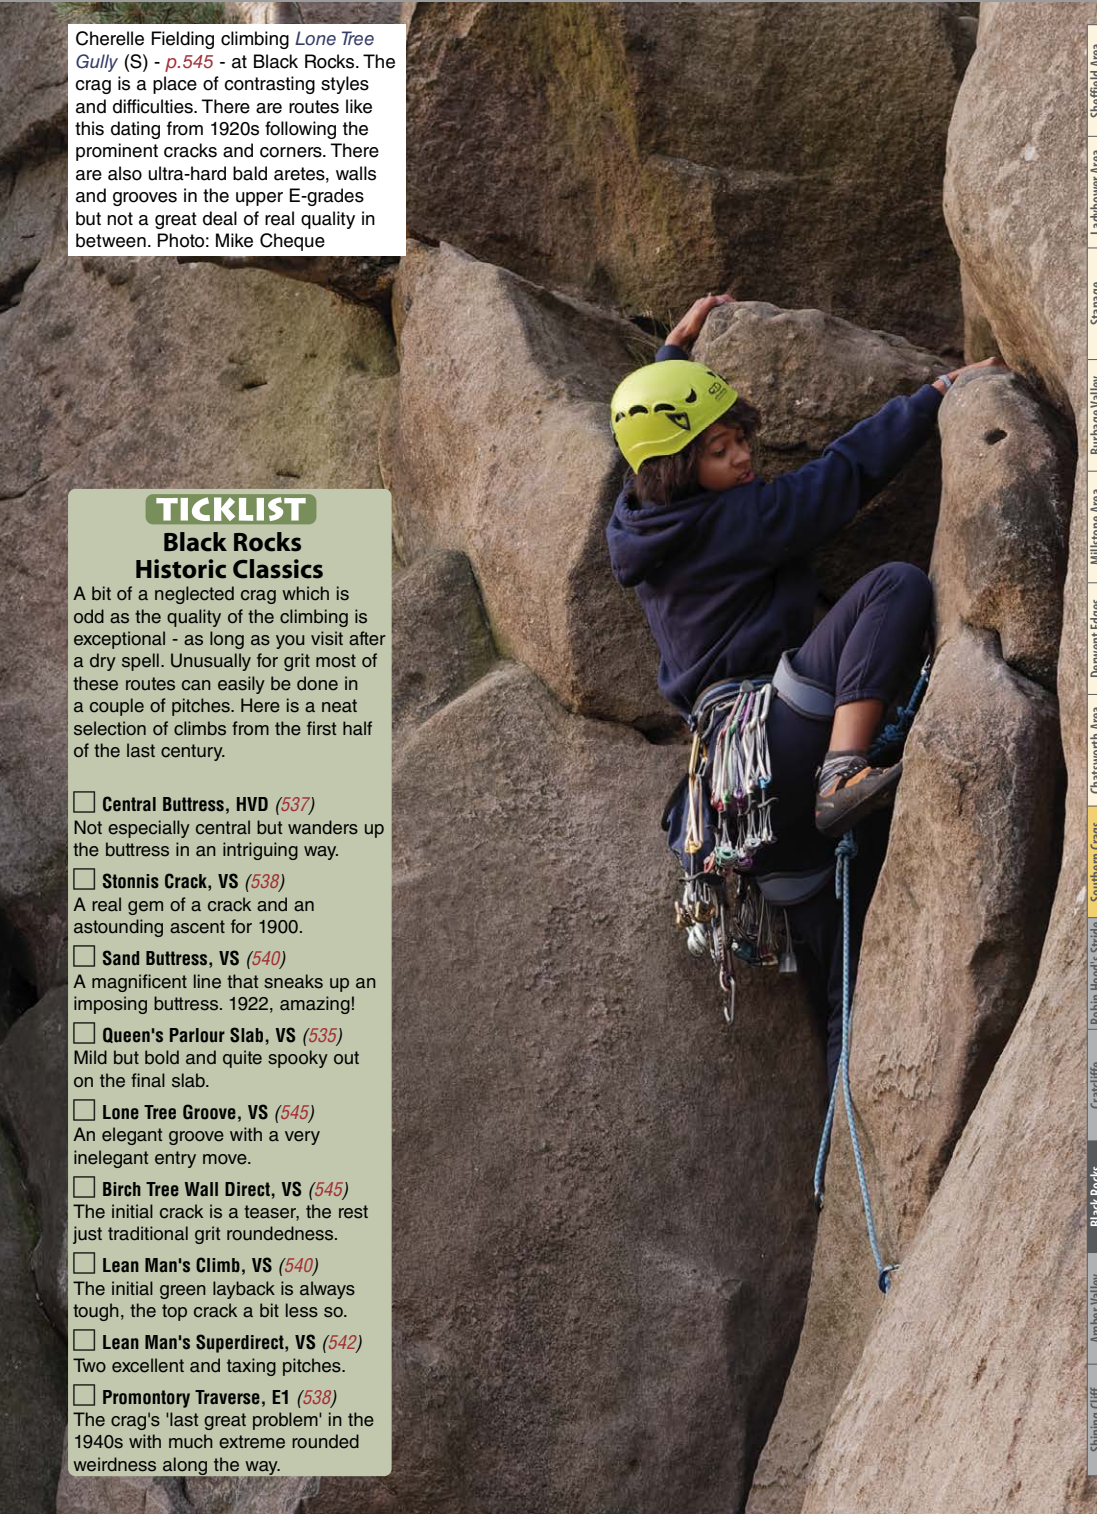 Cherelle Fielding climbing Lone Tree
Gully (S) - p.545 - at Black Rocks. The
crag is a place of contrasting styles
and difficulties. There are routes like
this dating from 1920s following the
prominent cracks and corners. There
are also ultra-hard bald aretes, walls
and grooves in the upper E-grades
but not a great deal of real quality in
between. Photo: Mike Cheque
TICKLIST
Black Rocks
Historic Classics
A bit of a neglected crag which is
odd as the quality of the climbing is
exceptional - as long as you visit after
a dry spell. Unusually for grit most of
these routes can easily be done in
a couple of pitches. Here is a neat
selection of climbs from the first half
of the last century.
Central Buttress, HVD (537)
Not especially central but wanders up
the buttress in an intriguing way.
Stonnis Crack, VS (538)
A real gem of a crack and an
astounding ascent for 1900.
Sand Buttress, VS (540)
A magnificent line that sneaks up an
imposing buttress. 1922, amazing!
Queen's Parlour Slab, VS (535)
Mild but bold and quite spooky out
on the final slab.
Lone Tree Groove, VS (545)
An elegant groove with a very
inelegant entry move.
Birch Tree Wall Direct, VS (545)
The initial crack is a teaser, the rest
just traditional grit roundedness.
Lean Man's Climb, VS (540)
The initial green layback is always
tough, the top crack a bit less so.
Lean Man's Superdirect, VS (542)
Two excellent and taxing pitches.
Promontory Traverse, E1 (538)
The crag's 'last great problem' in the
1940s with much extreme rounded
weirdness along the way.
Sheffield Area
Ladybower Area
Stanage
Burbage Valley
Millstone Area
Derwent Edges
Chatsworth Area
Southern Crags
Robin Hood's Stride
Cratcliffe
Black Rocks
Amber Valley
Shining Cliff